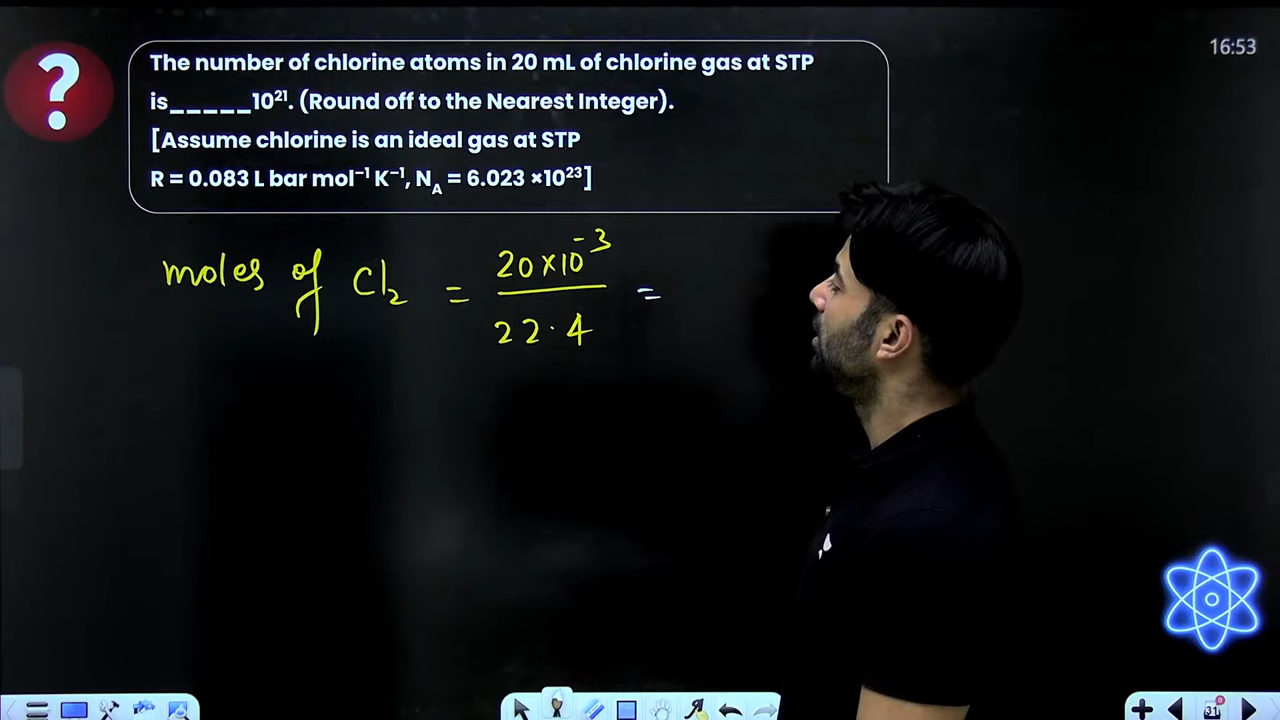 16:53
?
The number of chlorine atoms in 20 mL of chlorine gas at STP
is_____10²¹. (Round off to the Nearest Integer).
[Assume chlorine is an ideal gas at STP
R = 0.083 L bar mol⁻¹ K⁻¹, N_A = 6.023 ×10²³]
moles of Cl₂ = 20×10⁻³ / 22.4 =
31